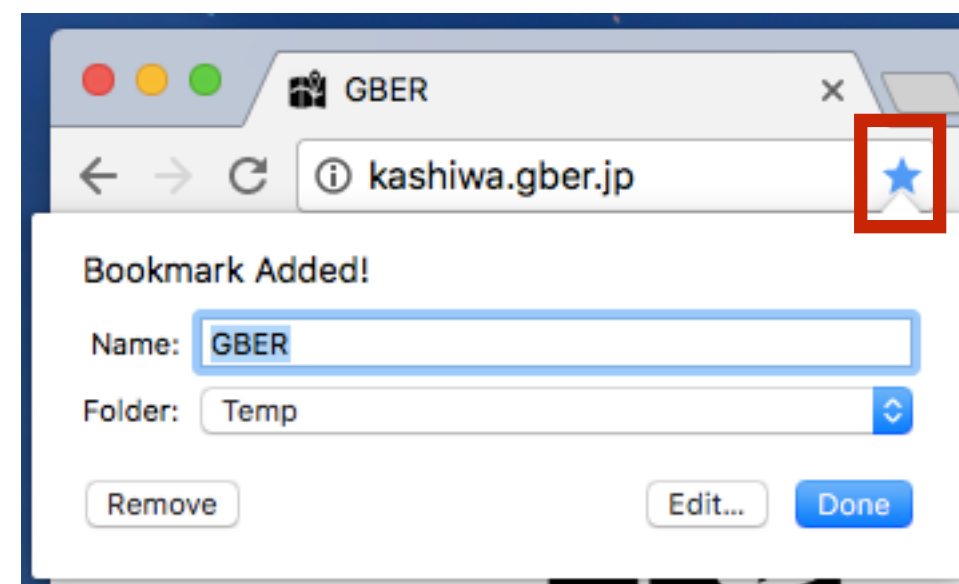 GBER
kashiwa.gber.jp
Bookmark Added!
Name: GBER
Folder: Temp
Remove Edit... Done